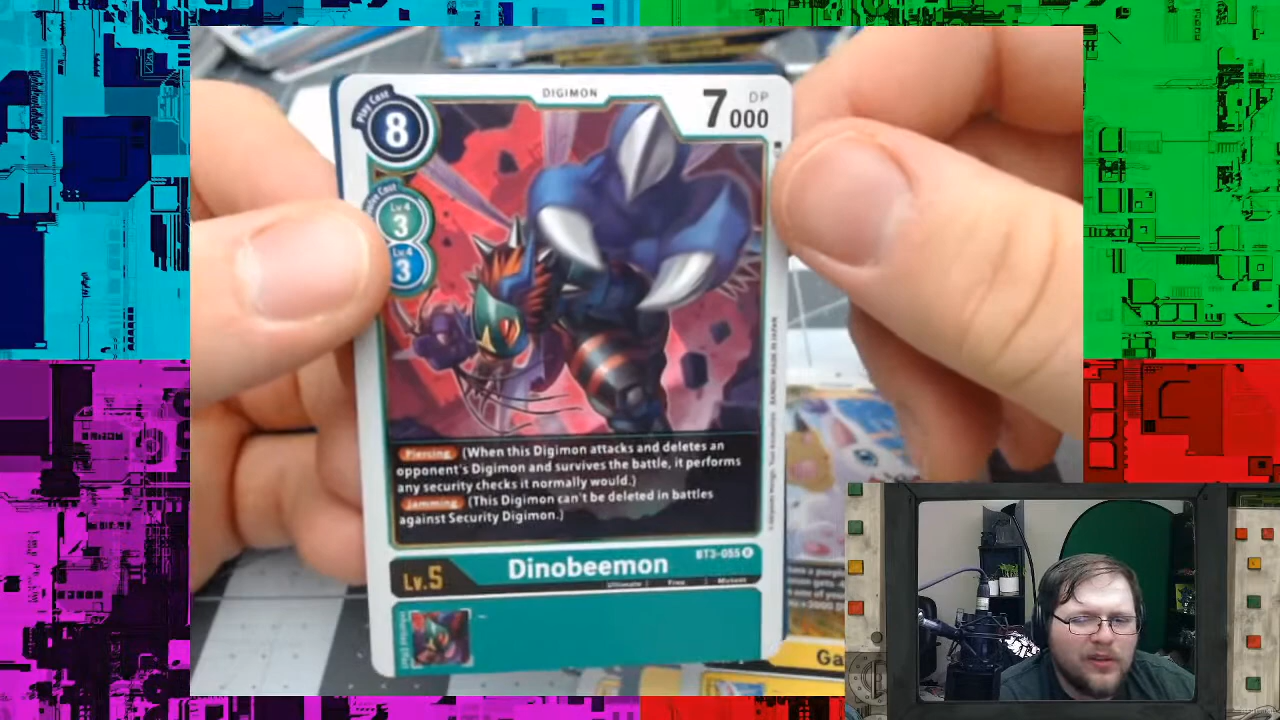 DIGIMON
Play Cost
8
7000
DP
Lv.4
3
Lv.4
3
Piercing (When this Digimon attacks and deletes an
opponent's Digimon and survives the battle, it performs
any security checks it normally would.)
Jamming (This Digimon can't be deleted in battles
against Security Digimon.)
BT3-055 C
Lv.5
Dinobeemon
Ultimate | Free | Mutant
Ga